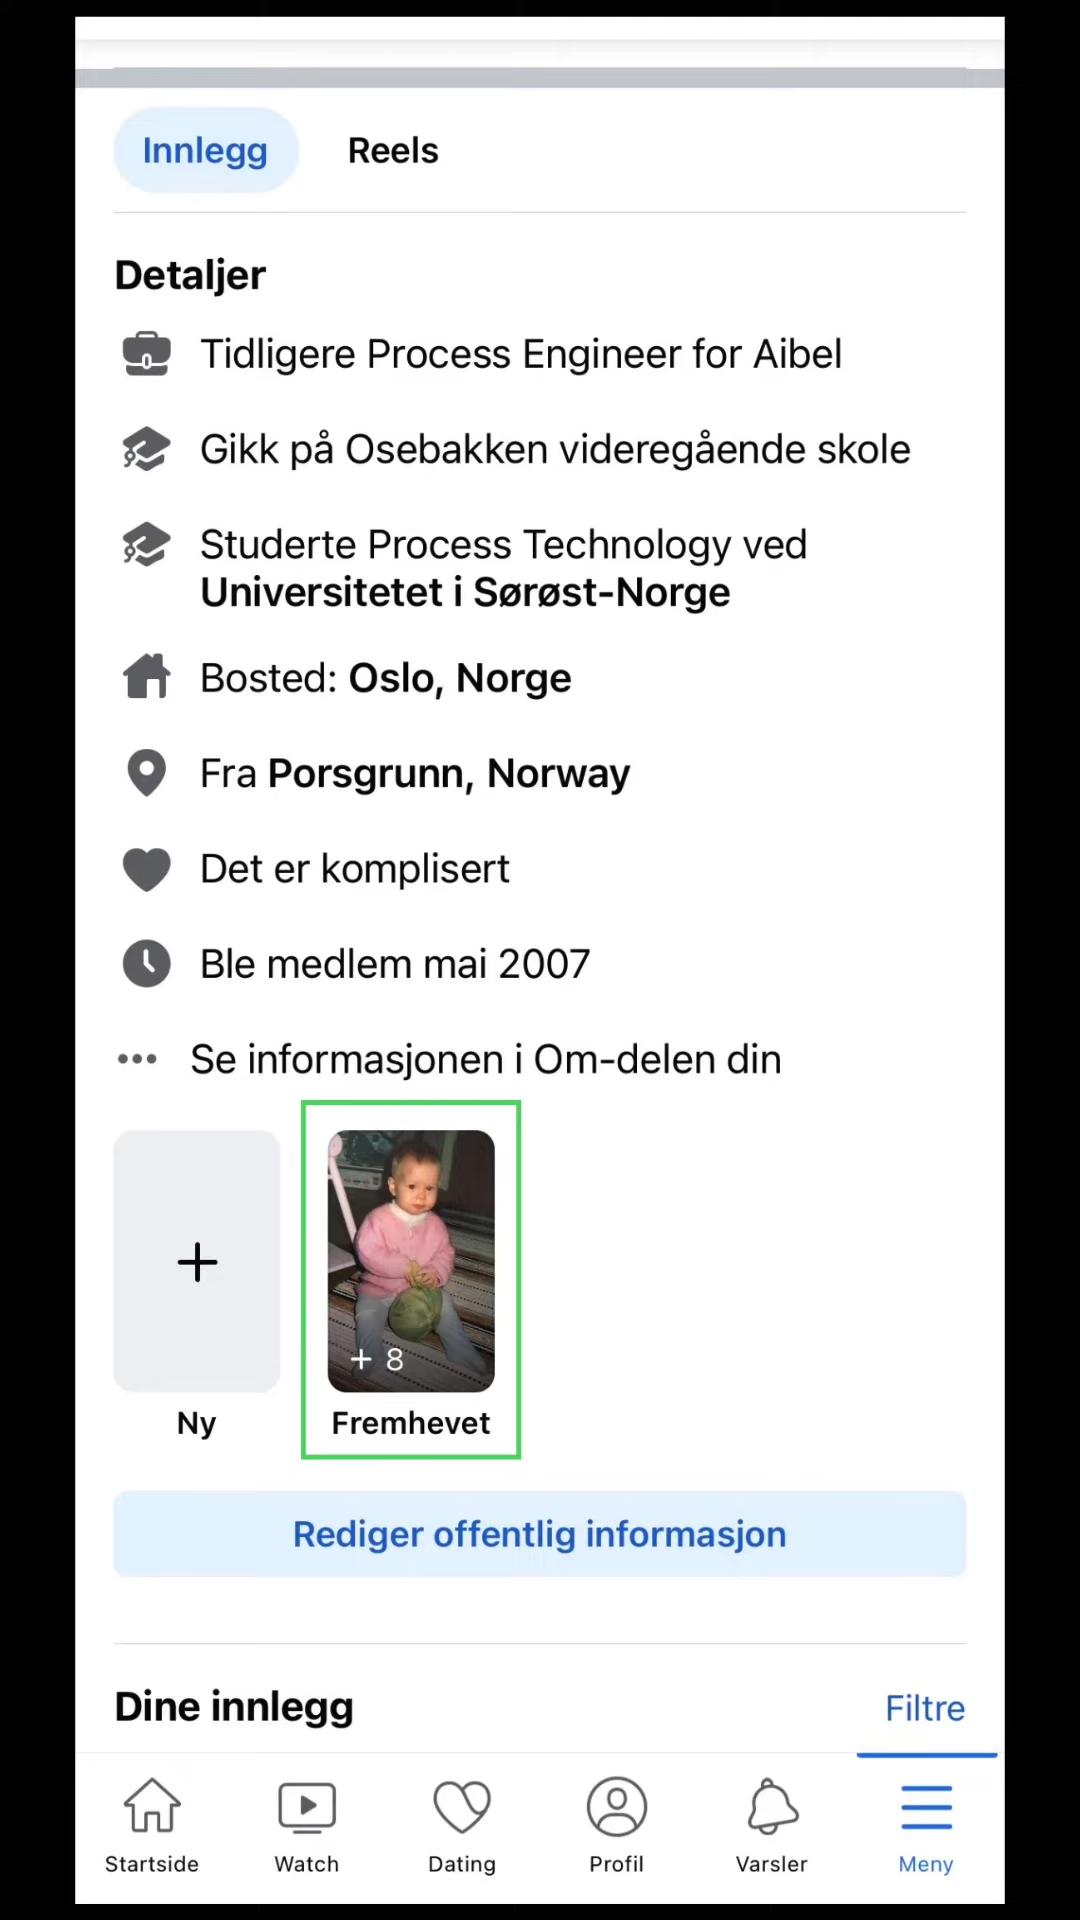 Innlegg
Reels
Detaljer
Tidligere Process Engineer for Aibel
Gikk på Osebakken videregående skole
Studerte Process Technology ved
Universitetet i Sørøst-Norge
Bosted: Oslo, Norge
Fra Porsgrunn, Norway
Det er komplisert
Ble medlem mai 2007
Se informasjonen i Om-delen din
+ 8
Ny
Fremhevet
Rediger offentlig informasjon
Dine innlegg
Filtre
Startside
Watch
Dating
Profil
Varsler
Meny